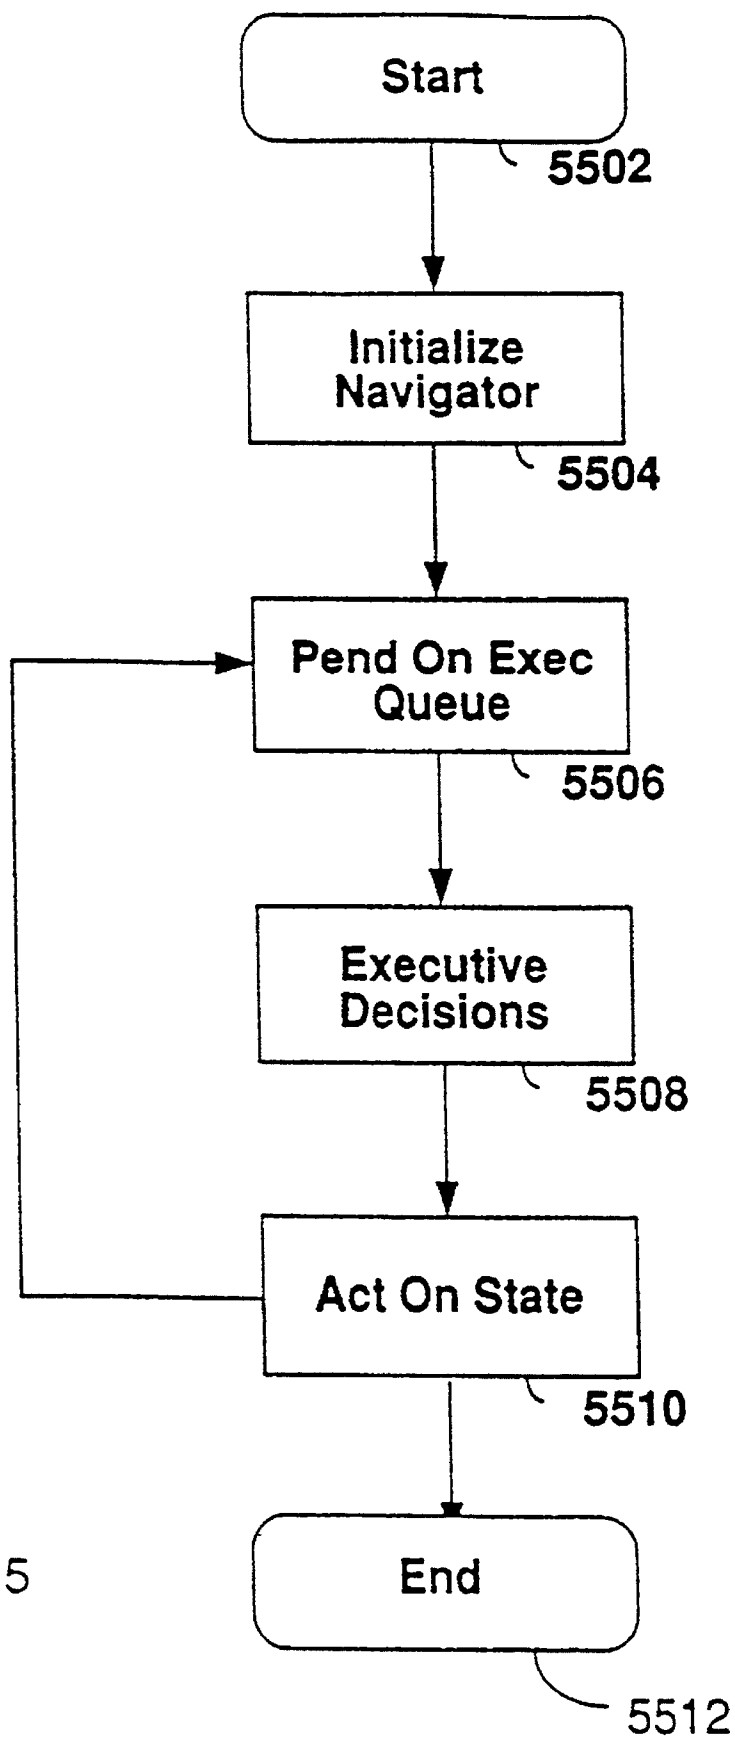 Start
5502
Initialize
Navigator
5504
Pend On Exec
Queue
5506
Executive
Decisions
5508
Act On State
5510
End
5
5512